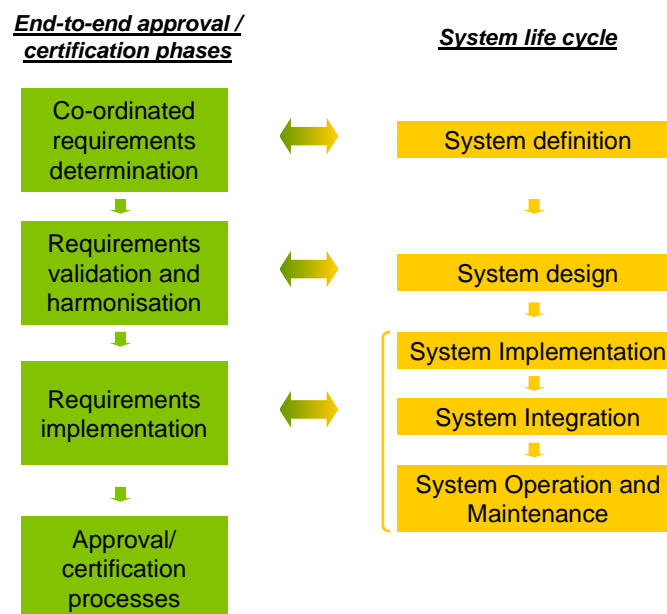 End-to-end approval /
certification phases
System life cycle
Co-ordinated
requirements
determination
System definition
Requirements
validation and
harmonisation
System design
System Implementation
Requirements
implementation
System Integration
System Operation and
Maintenance
Approval/
certification
processes